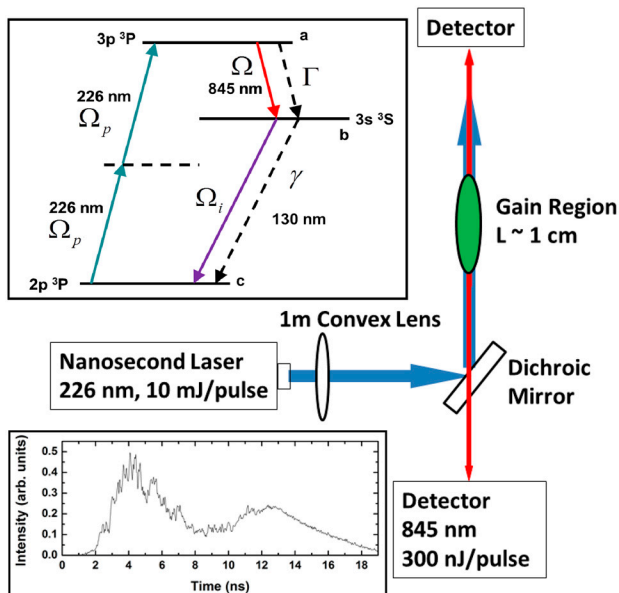 3p ³P
a
Ω
845 nm
Γ
226 nm
Ωp
3s ³S
b
226 nm
Ωp
Ωi
γ
130 nm
2p ³P
c
Detector
Gain Region
L ~ 1 cm
1m Convex Lens
Nanosecond Laser
226 nm, 10 mJ/pulse
Dichroic
Mirror
Detector
845 nm
300 nJ/pulse
Intensity (arb. units)
0.5
0.4
0.3
0.2
0.1
0.0
0 2 4 6 8 10 12 14 16 18
Time (ns)